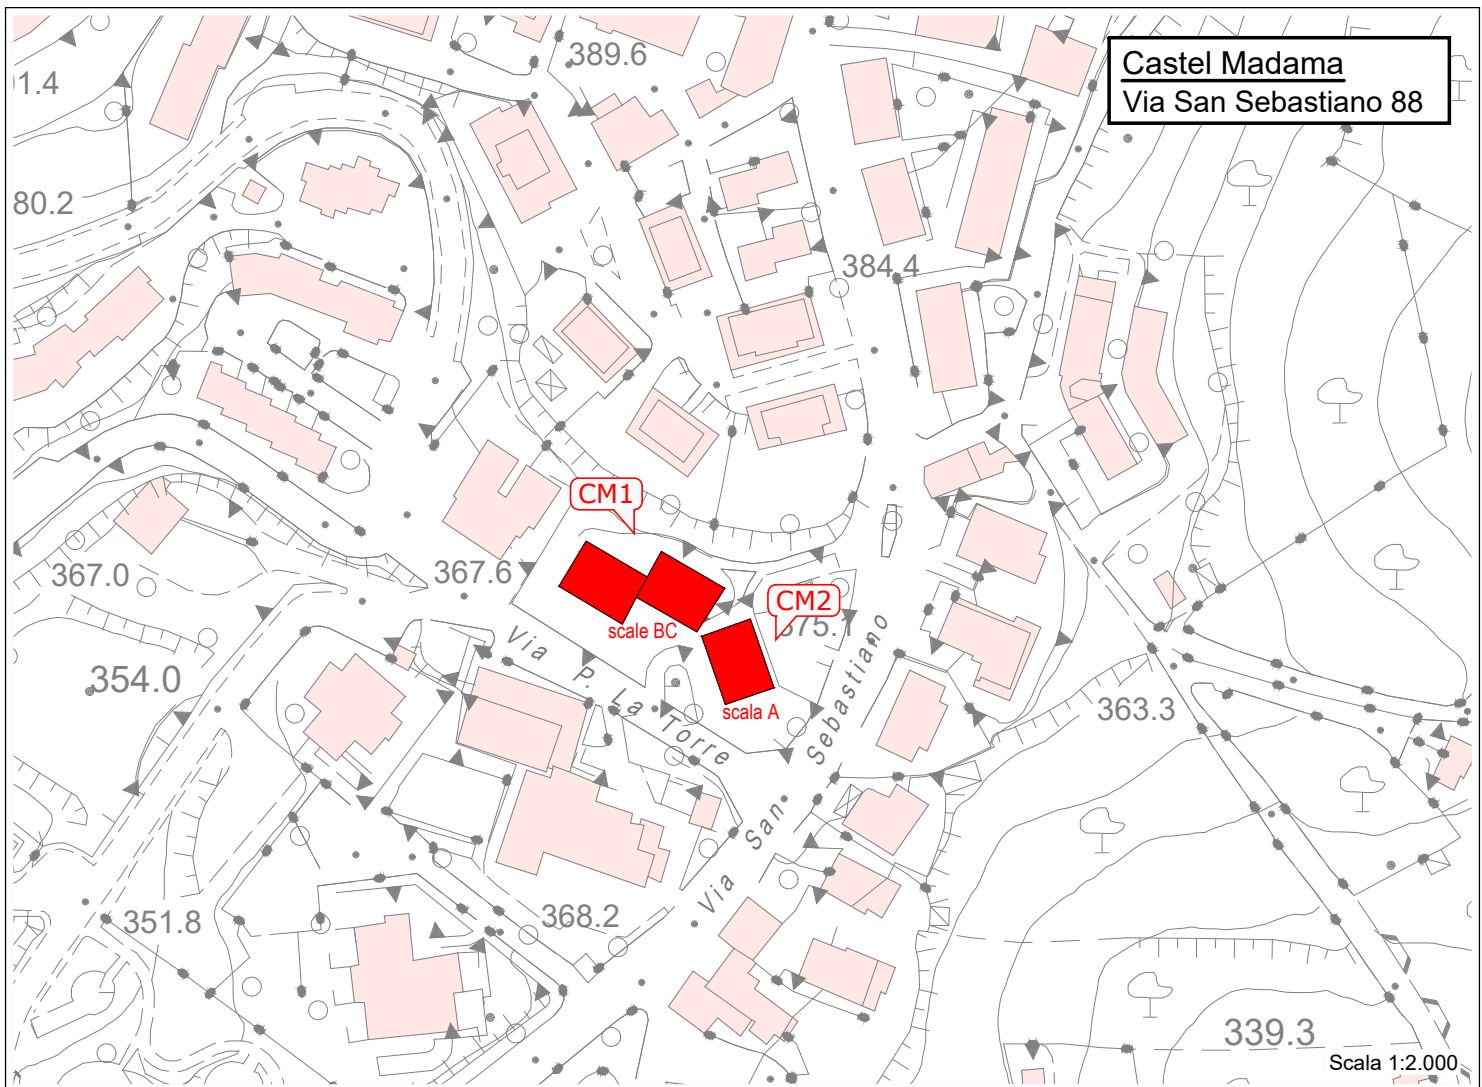 Castel Madama
Via San Sebastiano 88
389.6
80.2
384.4
CM1
367.0
367.6
CM2
375.1
scale BC
Via P. La Torre
354.0
scala A
Via San Sebastiano
363.3
351.8
368.2
339.3
Scala 1:2.000